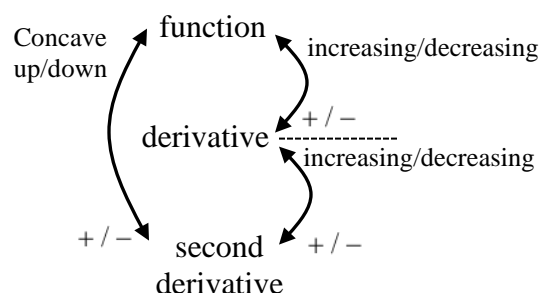 Concave
up/down
function
increasing/decreasing
+ / −
derivative
increasing/decreasing
+ / −
second
derivative
+ / −